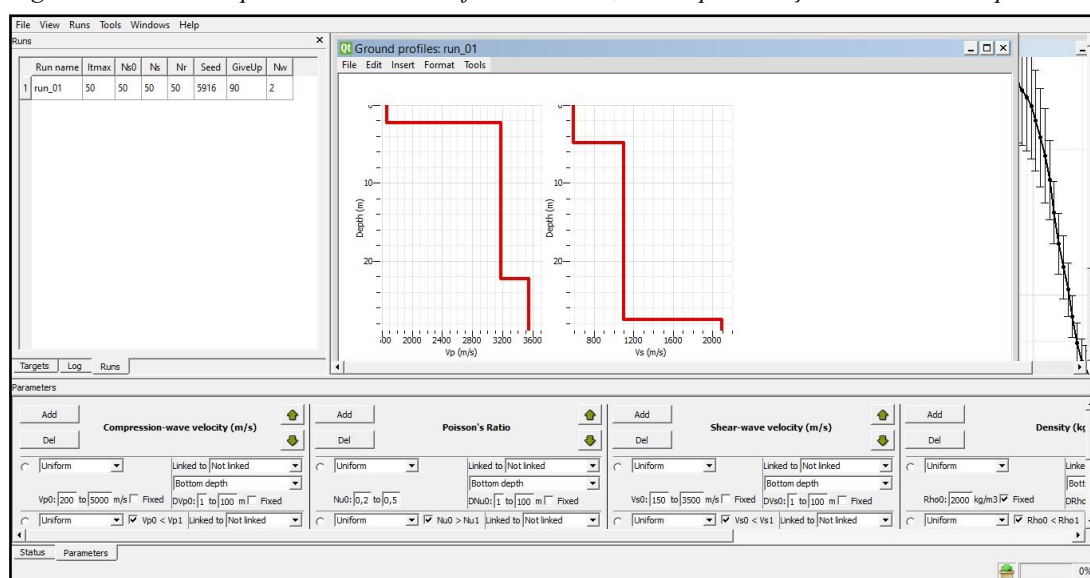 File View Runs Tools Windows Help
Runs ×
Run name Itmax Ns0 Ns Nr Seed GiveUp Nw
1 run_01 50 50 50 50 5916 90 2
Targets Log Runs
Qt Ground profiles: run_01
File Edit Insert Format Tools
10
20
Depth (m)
2000 2400 2800 3200 3600
Vp (m/s)
10
20
Depth (m)
800 1200 1600 2000
Vs (m/s)
Parameters
Add
Del
Compression-wave velocity (m/s)
Uniform Linked to Not linked
Bottom depth
Vp0: 200 to 5000 m/s Fixed DVp0: 1 to 100 m Fixed
Uniform Vp0 < Vp1 Linked to Not linked
Add
Del
Poisson's Ratio
Uniform Linked to Not linked
Bottom depth
Nu0: 0,2 to 0,5 DNu0: 1 to 100 m Fixed
Uniform Nu0 > Nu1 Linked to Not linked
Add
Del
Shear-wave velocity (m/s)
Uniform Linked to Not linked
Bottom depth
Vs0: 150 to 3500 m/s Fixed DVs0: 1 to 100 m Fixed
Uniform Vs0 < Vs1 Linked to Not linked
Add
Del
Density (k
Uniform Linke
Bott
Rho0: 2000 kg/m3 Fixed DRho
Uniform Rho0 < Rho1
Status Parameters
0%